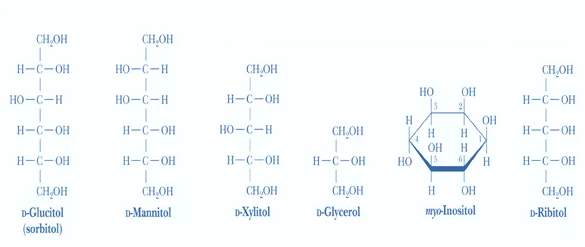 CH₂OH
H—C—OH
HO—C—H
H—C—OH
H—C—OH
CH₂OH
D-Glucitol
(sorbitol)
CH₂OH
HO—C—H
HO—C—H
H—C—OH
H—C—OH
CH₂OH
D-Mannitol
CH₂OH
H—C—OH
HO—C—H
H—C—OH
CH₂OH
D-Xylitol
CH₂OH
H—C—OH
CH₂OH
D-Glycerol
HO OH
3 2
H OH
H H
4 OH H 1
HO 5 6 H
H OH
myo-Inositol
CH₂OH
H—C—OH
H—C—OH
H—C—OH
CH₂OH
D-Ribitol